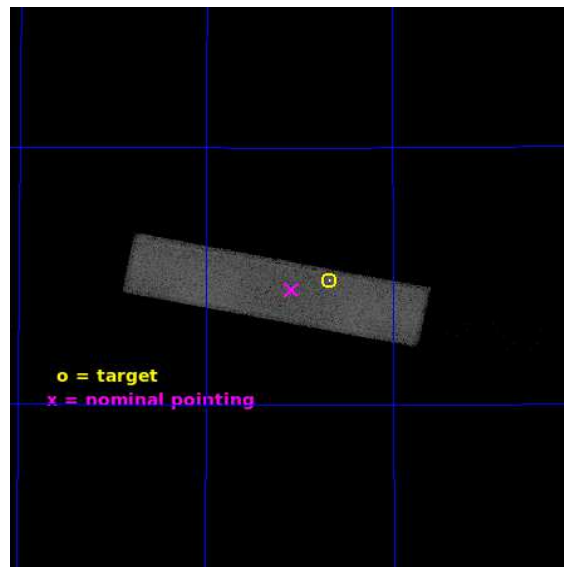 o = target
x = nominal pointing